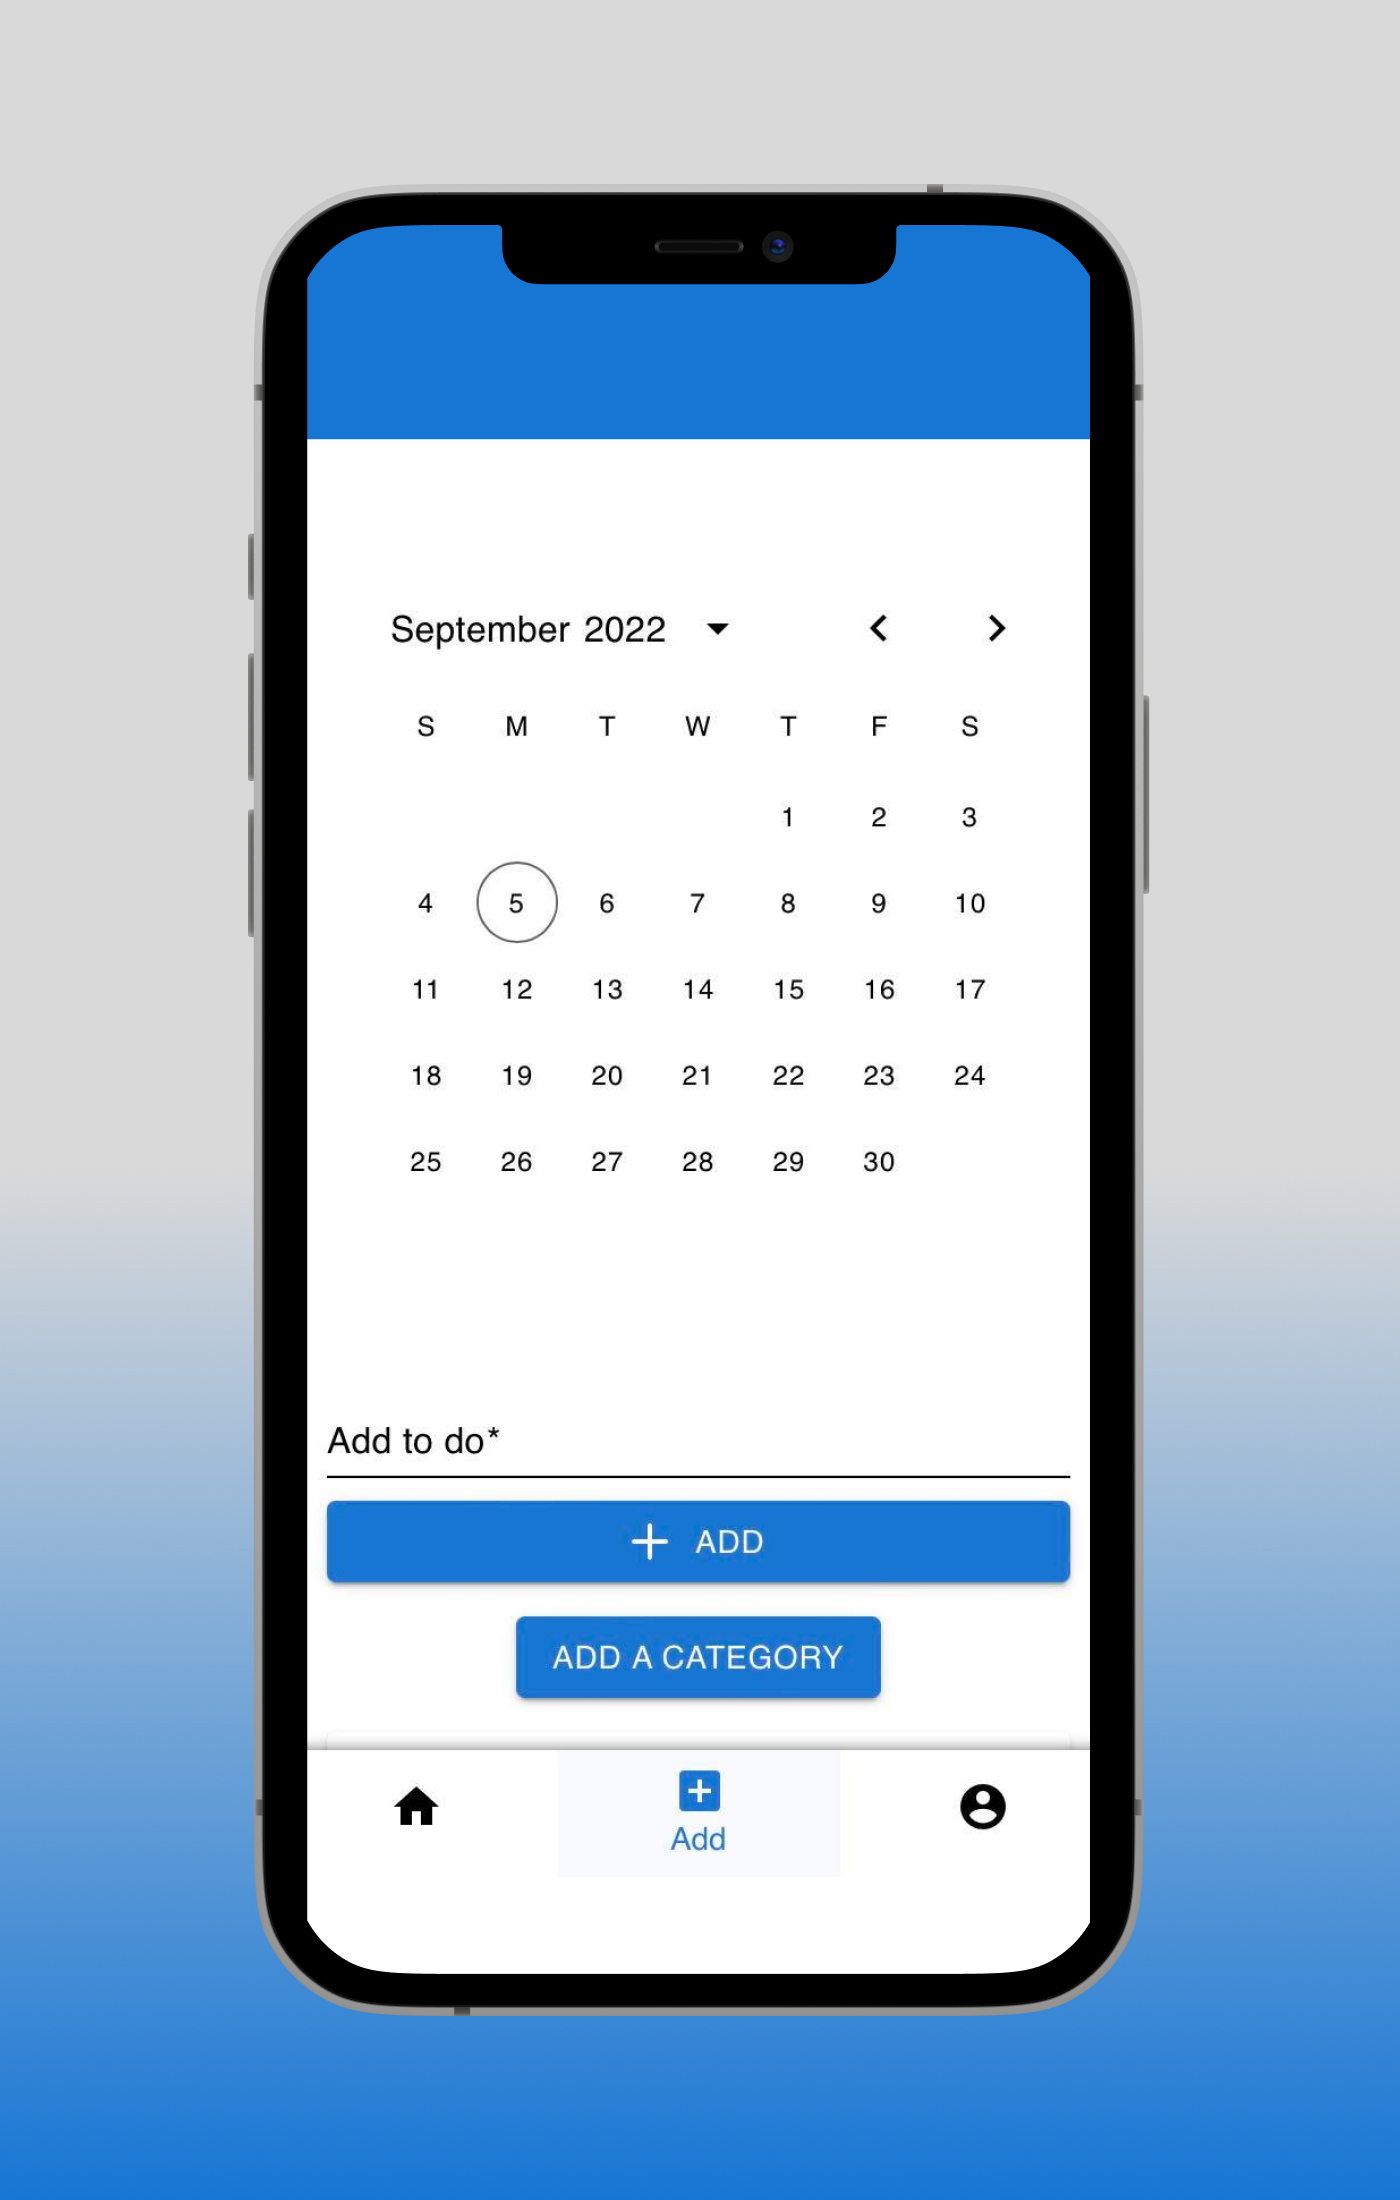 September 2022
S M T W T F S
1 2 3
4 5 6 7 8 9 10
11 12 13 14 15 16 17
18 19 20 21 22 23 24
25 26 27 28 29 30
Add to do*
ADD
ADD A CATEGORY
Add